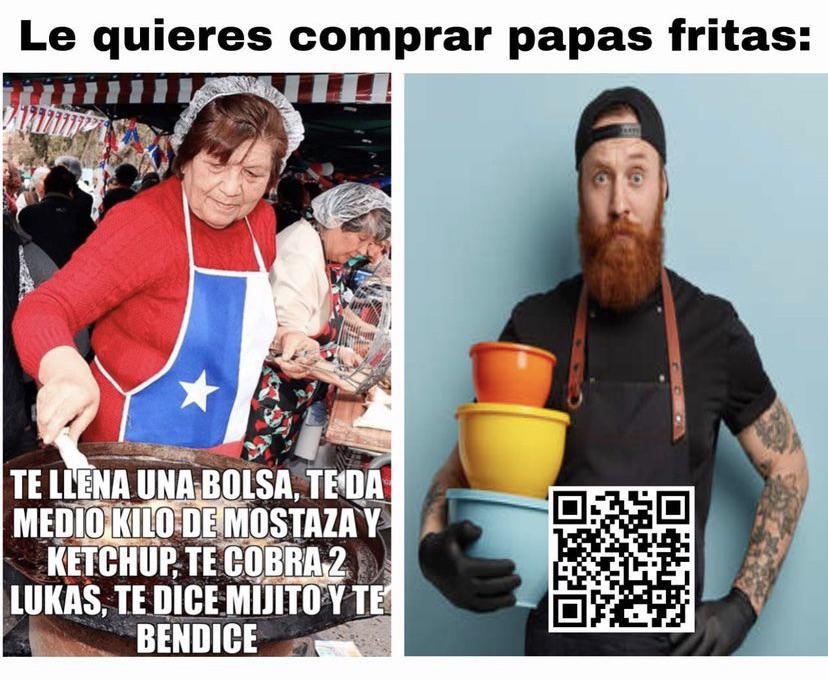 Le quieres comprar papas fritas:
TE LLENA UNA BOLSA, TE DA
MEDIO KILO DE MOSTAZA Y
KETCHUP, TE COBRA 2
LUKAS, TE DICE MIJITO Y TE
BENDICE